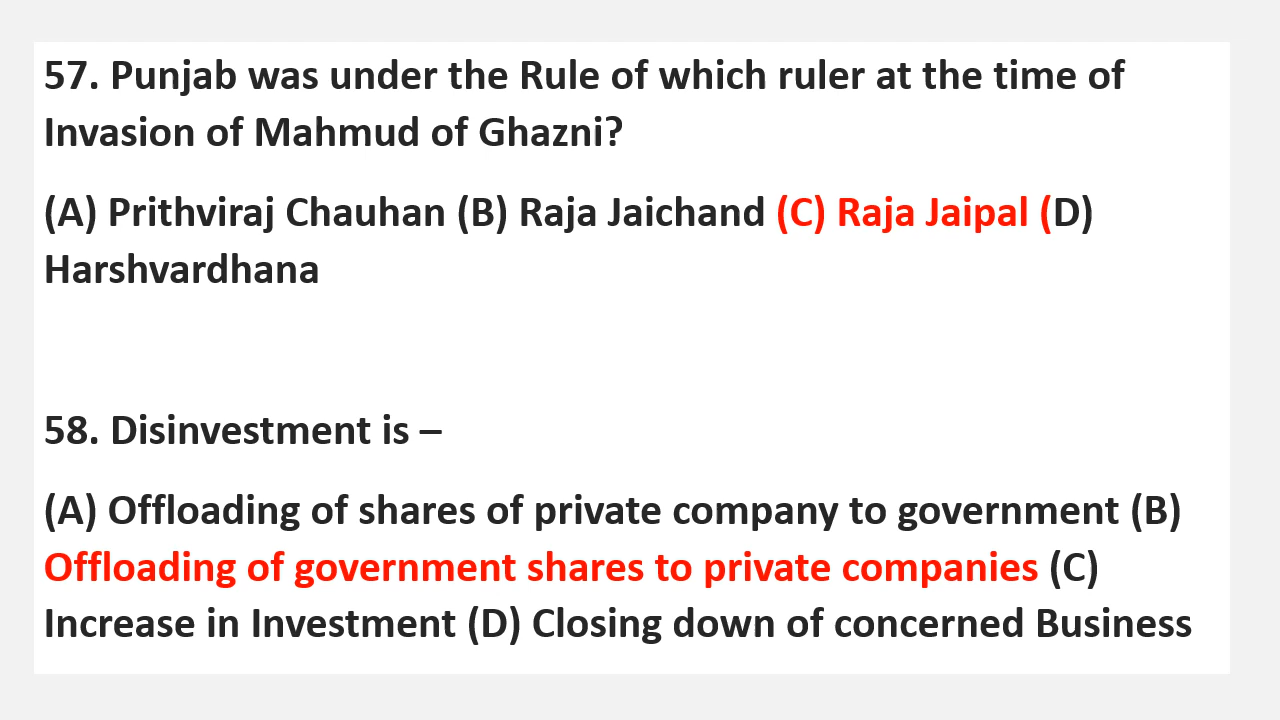 57. Punjab was under the Rule of which ruler at the time of
Invasion of Mahmud of Ghazni?
(A) Prithviraj Chauhan (B) Raja Jaichand (C) Raja Jaipal (D)
Harshvardhana
58. Disinvestment is –
(A) Offloading of shares of private company to government (B)
Offloading of government shares to private companies (C)
Increase in Investment (D) Closing down of concerned Business